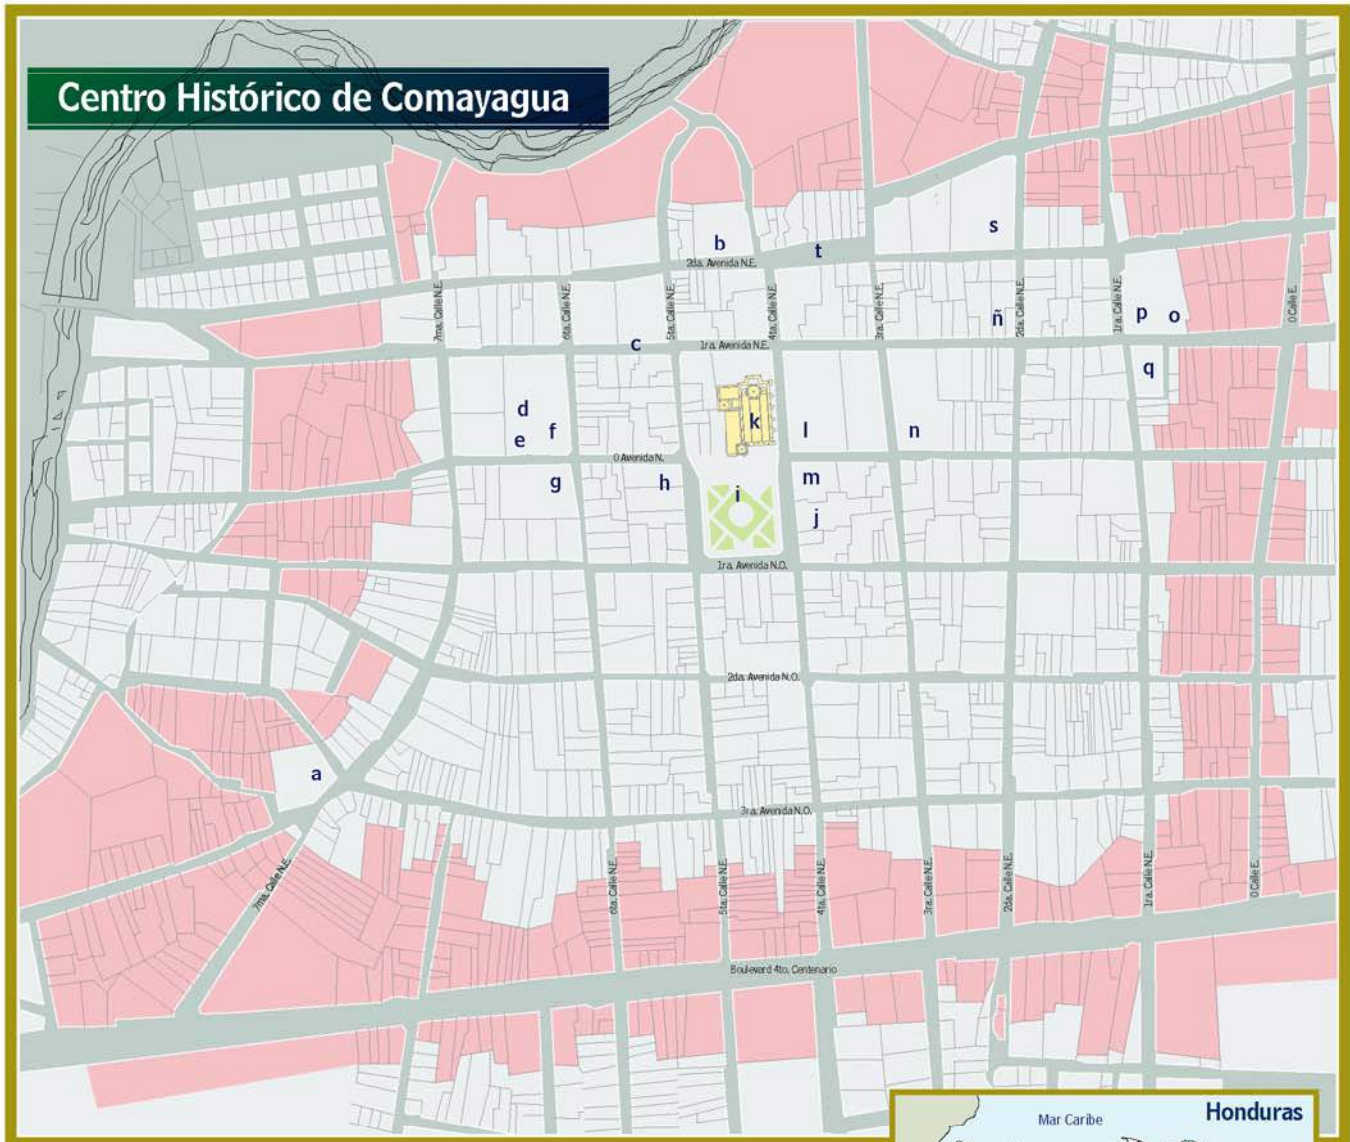 Centro Histórico de Comayagua
s
b
t
2da. Avenida N.E.
7ma. Calle N.E.
6ta. Calle N.E.
5ta. Calle N.E.
4ta. Calle N.E.
3ra. Calle N.E.
ñ
2da. Calle N.E.
1ra. Calle N.E.
p
o
0 Calle E.
c
1ra. Avenida N.E.
q
d
e
f
k
l
n
0 Avenida N.
g
h
i
m
j
1ra. Avenida N.O.
2da. Avenida N.O.
a
3ra. Avenida N.O.
7ma. Calle N.E.
6ta. Calle N.E.
5ta. Calle N.E.
4ta. Calle N.E.
3ra. Calle N.E.
2da. Calle N.E.
1ra. Calle N.E.
0 Calle E.
Boulevard 4to. Centenario
Mar Caribe
Honduras